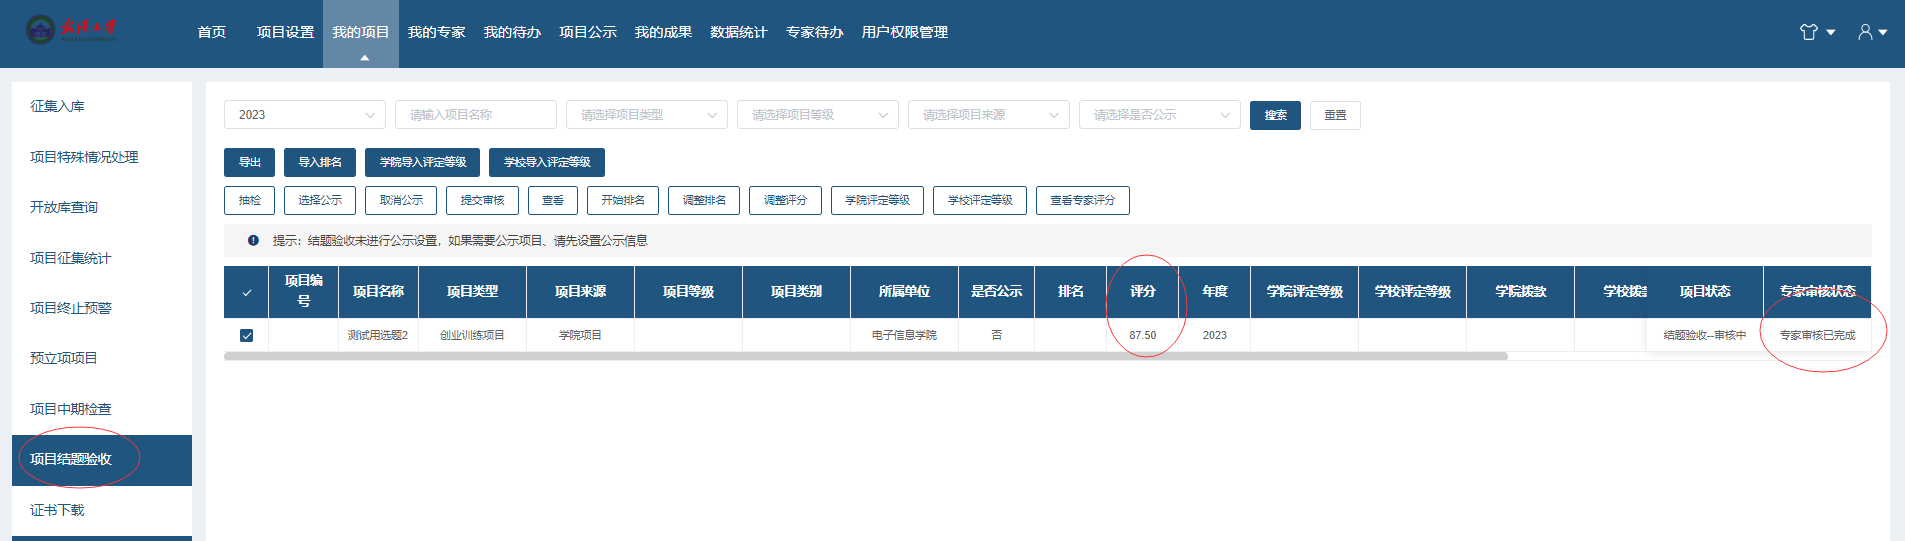 武汉大学
WUHAN UNIVERSITY
首页 项目设置 我的项目 我的专家 我的待办 项目公示 我的成果 数据统计 专家待办 用户权限管理
征集入库
项目特殊情况处理
开放库查询
项目征集统计
项目终止预警
预立项项目
项目中期检查
项目结题验收
证书下载
2023 请输入项目名称 请选择项目类型 请选择项目等级 请选择项目来源 请选择是否公示 搜索 重置
导出 导入排名 学院导入评定等级 学校导入评定等级
抽检 选择公示 取消公示 提交审核 查看 开始排名 调整排名 调整评分 学院评定等级 学校评定等级 查看专家评分
提示：结题验收未进行公示设置，如果需要公示项目、请先设置公示信息
项目编号 项目名称 项目类型 项目来源 项目等级 项目类别 所属单位 是否公示 排名 评分 年度 学院评定等级 学校评定等级 学院拨款 学校拨款 项目状态 专家审核状态
测试用选题2 创业训练项目 学院项目 电子信息学院 否 87.50 2023 结题验收--审核中 专家审核已完成